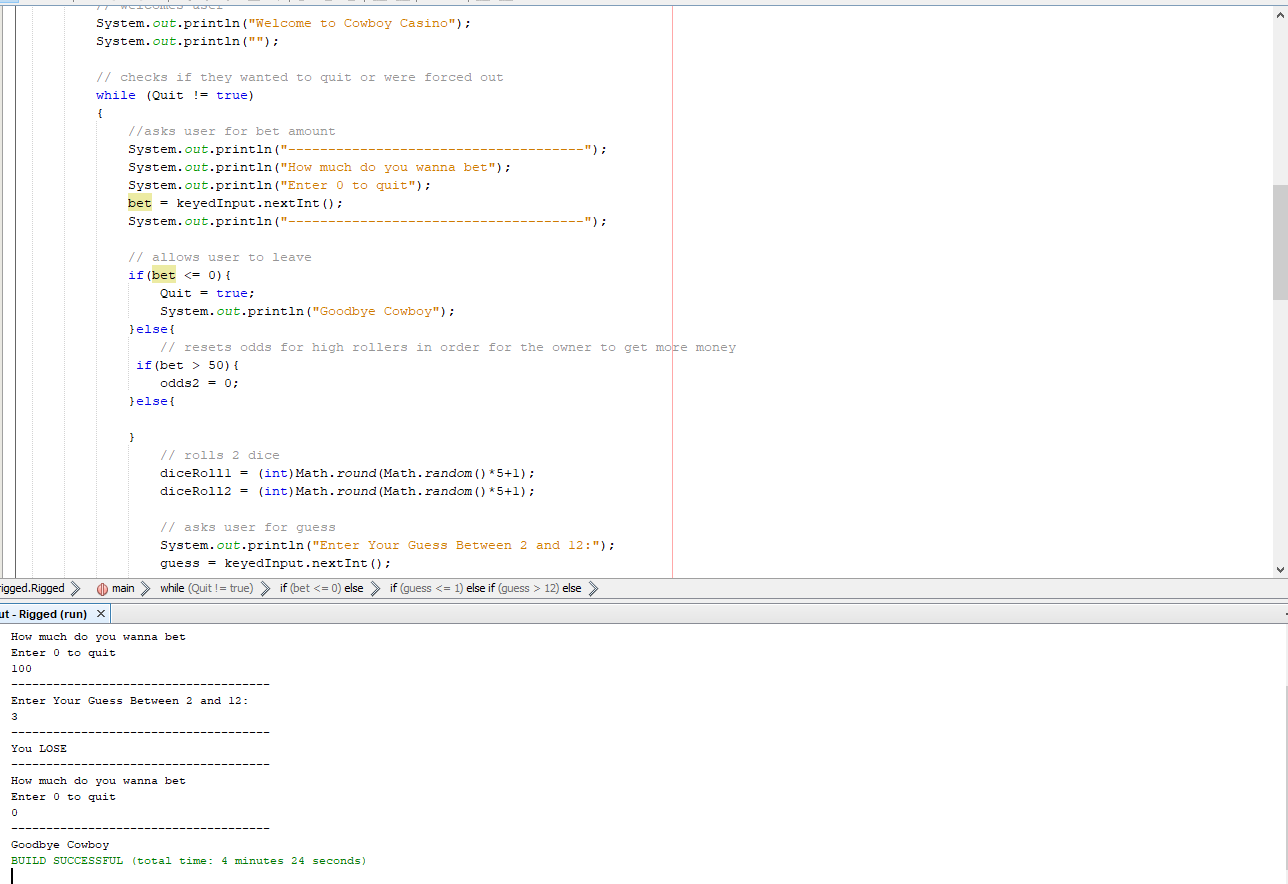 // welcomes user
System.out.println("Welcome to Cowboy Casino");
System.out.println("");
// checks if they wanted to quit or were forced out
while (Quit != true)
{
//asks user for bet amount
System.out.println("-------------------------------------");
System.out.println("How much do you wanna bet");
System.out.println("Enter 0 to quit");
bet = keyedInput.nextInt();
System.out.println("-------------------------------------");
// allows user to leave
if(bet <= 0){
Quit = true;
System.out.println("Goodbye Cowboy");
}else{
// resets odds for high rollers in order for the owner to get more money
if(bet > 50){
odds2 = 0;
}else{
}
// rolls 2 dice
diceRoll1 = (int)Math.round(Math.random()*5+1);
diceRoll2 = (int)Math.round(Math.random()*5+1);
// asks user for guess
System.out.println("Enter Your Guess Between 2 and 12:");
guess = keyedInput.nextInt();
rigged.Rigged main while (Quit != true) if (bet <= 0) else if (guess <= 1) else if (guess > 12) else
ut - Rigged (run) ×
How much do you wanna bet
Enter 0 to quit
100
-------------------------------------
Enter Your Guess Between 2 and 12:
3
-------------------------------------
You LOSE
-------------------------------------
How much do you wanna bet
Enter 0 to quit
0
-------------------------------------
Goodbye Cowboy
BUILD SUCCESSFUL (total time: 4 minutes 24 seconds)